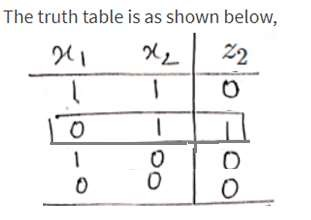 The truth table is as shown below,
x1 x2 z2
1 1 0
0 1 1
1 0 0
0 0 0